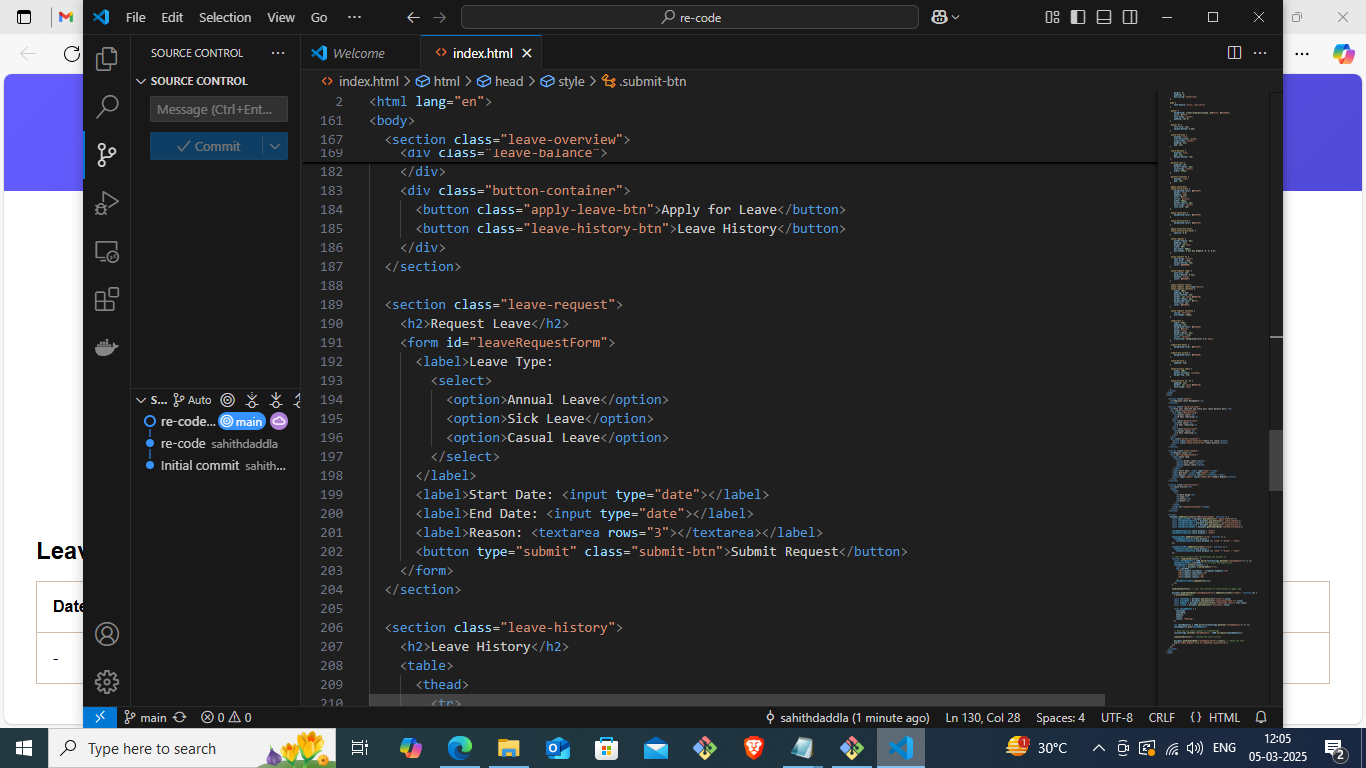 File Edit Selection View Go ··· re-code
SOURCE CONTROL ···
SOURCE CONTROL
Message (Ctrl+Ent...
Commit
Welcome
index.html
index.html > html > head > style > .submit-btn
2 <html lang="en">
161 <body>
167 <section class="leave-overview">
169 <div class="leave-balance">
182 </div>
183 <div class="button-container">
184 <button class="apply-leave-btn">Apply for Leave</button>
185 <button class="leave-history-btn">Leave History</button>
186 </div>
187 </section>
188
189 <section class="leave-request">
190 <h2>Request Leave</h2>
191 <form id="leaveRequestForm">
192 <label>Leave Type:
193 <select>
194 <option>Annual Leave</option>
195 <option>Sick Leave</option>
196 <option>Casual Leave</option>
197 </select>
198 </label>
199 <label>Start Date: <input type="date"></label>
200 <label>End Date: <input type="date"></label>
201 <label>Reason: <textarea rows="3"></textarea></label>
202 <button type="submit" class="submit-btn">Submit Request</button>
203 </form>
204 </section>
205
206 <section class="leave-history">
207 <h2>Leave History</h2>
208 <table>
209 <thead>
210 <tr>
S... Auto
re-code... main
re-code sahithdaddla
Initial commit sahith...
Leav
Date
-
main 0 0 sahithdaddla (1 minute ago) Ln 130, Col 28 Spaces: 4 UTF-8 CRLF {} HTML
Type here to search
1 30°C ENG 12:05
05-03-2025
2